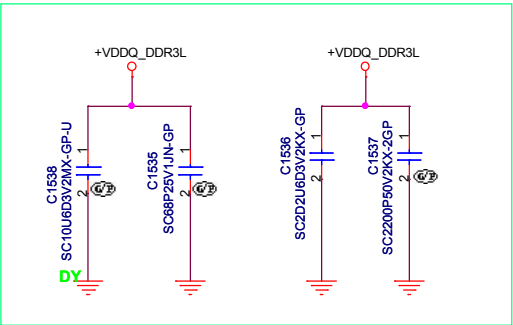 +VDDQ_DDR3L
+VDDQ_DDR3L
C1538
SC10U6D3V2MX-GP-U
1
2
G/P
DY
C1535
SC68P25V1JN-GP
1
2
G/P
C1536
SC2D2U6D3V2KX-GP
1
2
C1537
SC2200P50V2KX-2GP
1
2
G/P